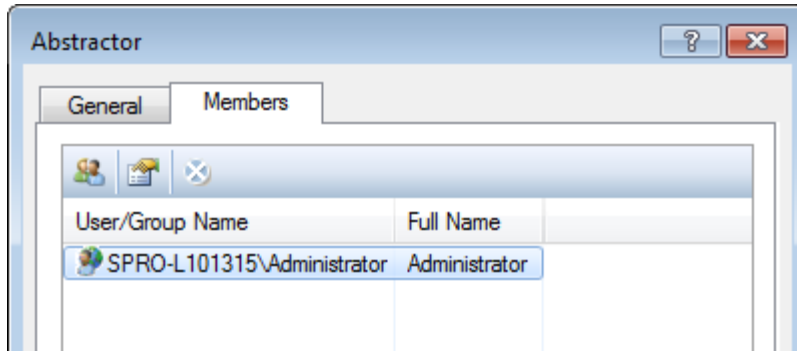 Abstractor
General Members
User/Group Name Full Name
SPRO-L101315\Administrator Administrator